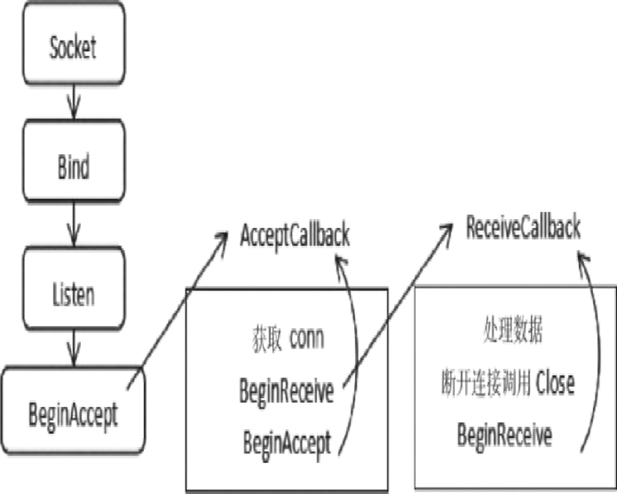 Socket
Bind
Listen
BeginAccept
AcceptCallback
获取 conn
BeginReceive
BeginAccept
ReceiveCallback
处理数据
断开连接调用 Close
BeginReceive